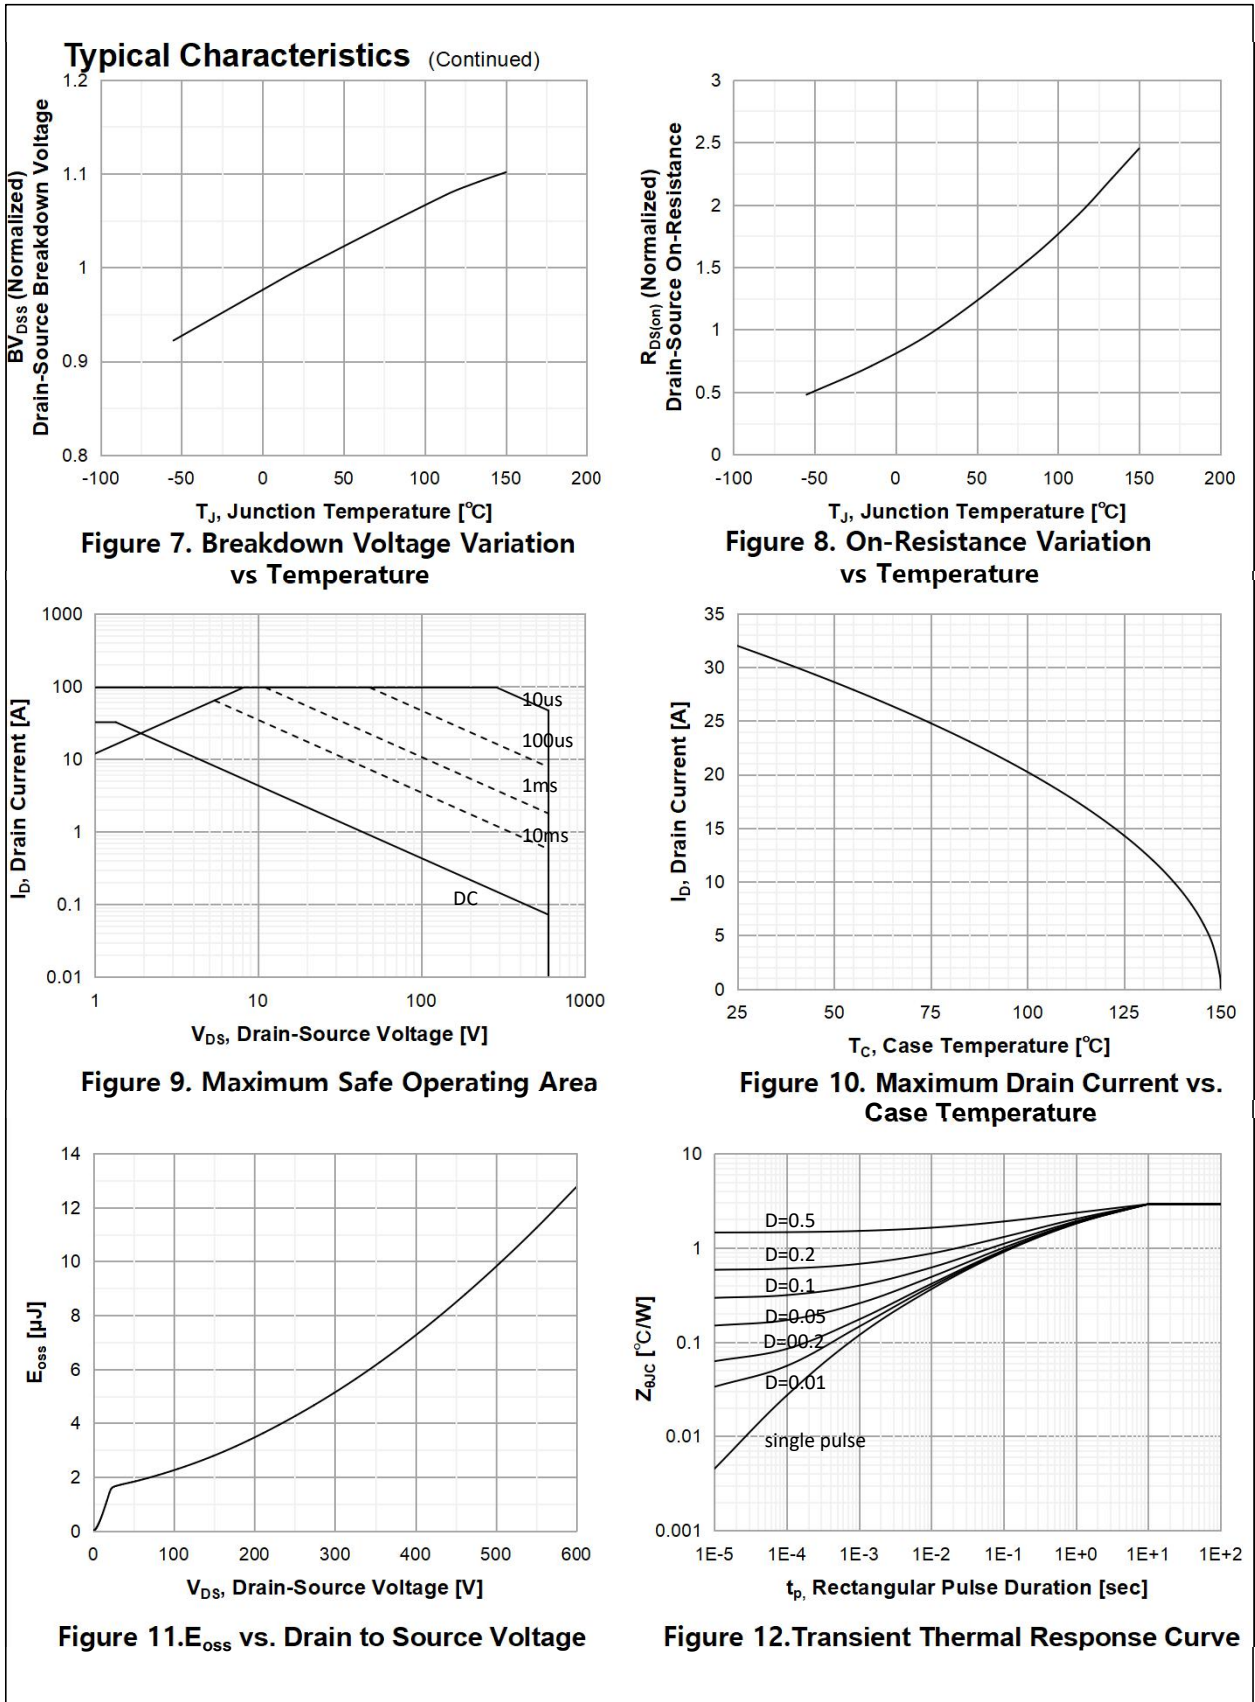 Typical Characteristics (Continued)
BVDSS (Normalized)
Drain-Source Breakdown Voltage
1.2
1.1
1
0.9
0.8
-100 -50 0 50 100 150 200
TJ, Junction Temperature [℃]
Figure 7. Breakdown Voltage Variation
vs Temperature
RDS(on) (Normalized)
Drain-Source On-Resistance
3
2.5
2
1.5
1
0.5
0
-100 -50 0 50 100 150 200
TJ, Junction Temperature [℃]
Figure 8. On-Resistance Variation
vs Temperature
ID, Drain Current [A]
1000
100
10
1
0.1
0.01
10us
100us
1ms
10ms
DC
1 10 100 1000
VDS, Drain-Source Voltage [V]
Figure 9. Maximum Safe Operating Area
ID, Drain Current [A]
35
30
25
20
15
10
5
0
25 50 75 100 125 150
TC, Case Temperature [℃]
Figure 10. Maximum Drain Current vs.
Case Temperature
Eoss [µJ]
14
12
10
8
6
4
2
0
0 100 200 300 400 500 600
VDS, Drain-Source Voltage [V]
Figure 11.Eoss vs. Drain to Source Voltage
ZθJC [℃/W]
10
1
0.1
0.01
0.001
D=0.5
D=0.2
D=0.1
D=0.05
D=00.2
D=0.01
single pulse
1E-5 1E-4 1E-3 1E-2 1E-1 1E+0 1E+1 1E+2
tp, Rectangular Pulse Duration [sec]
Figure 12.Transient Thermal Response Curve